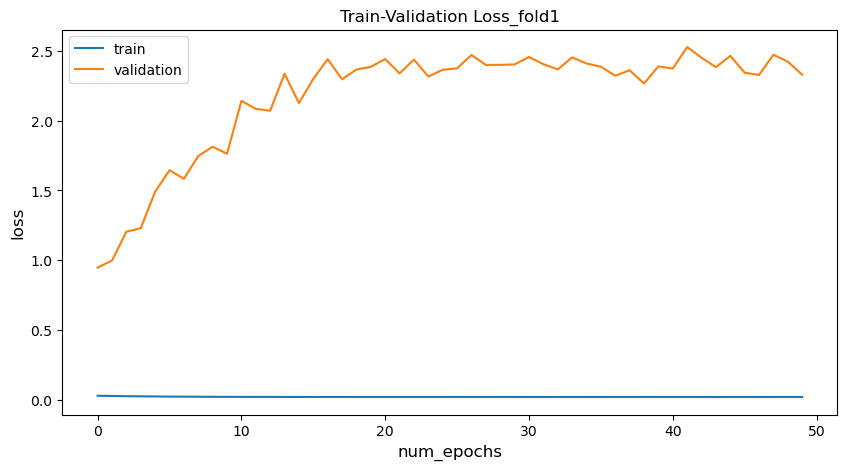 Train-Validation Loss_fold1
train
validation
2.5
2.0
1.5
1.0
0.5
0.0
loss
0 10 20 30 40 50
num_epochs